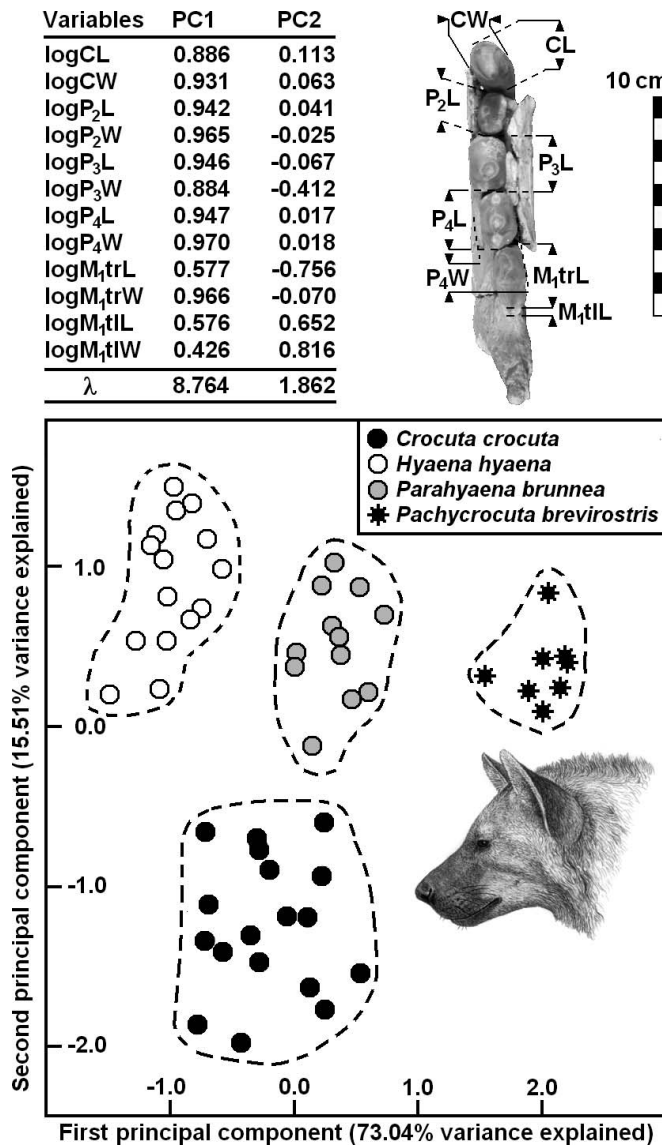 Variables PC1 PC2
logCL 0.886 0.113
logCW 0.931 0.063
logP₂L 0.942 0.041
logP₂W 0.965 -0.025
logP₃L 0.946 -0.067
logP₃W 0.884 -0.412
logP₄L 0.947 0.017
logP₄W 0.970 0.018
logM₁trL 0.577 -0.756
logM₁trW 0.966 -0.070
logM₁tlL 0.576 0.652
logM₁tlW 0.426 0.816
λ 8.764 1.862
CW
CL
10 cm
P₂L
P₃L
P₄L
P₄W
M₁trL
M₁tlL
Crocuta crocuta
Hyaena hyaena
Parahyaena brunnea
Pachycrocuta brevirostris
Second principal component (15.51% variance explained)
1.0
0.0
-1.0
-2.0
-1.0 0.0 1.0 2.0
First principal component (73.04% variance explained)